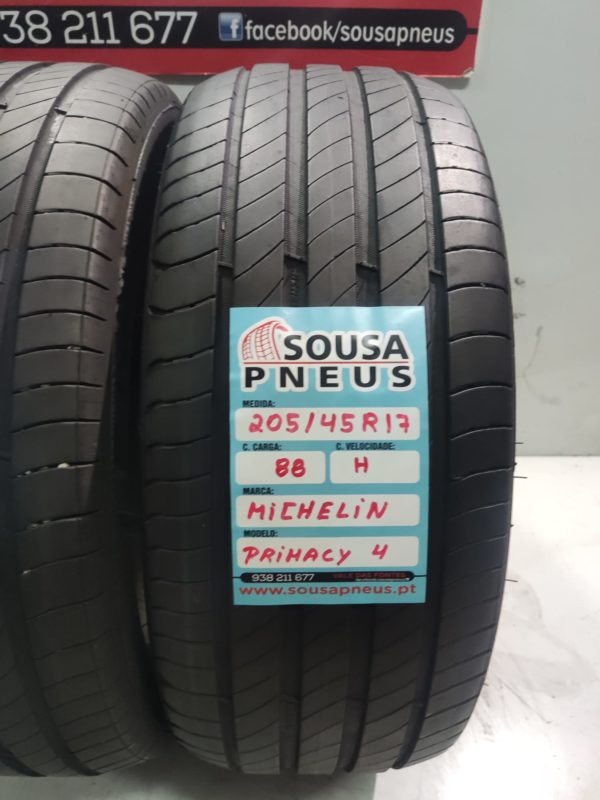 938 211 677
facebook/sousapneus
SOUSA
PNEUS
MEDIDA:
205/45R17
C. CARGA: C. VELOCIDADE:
88 H
MARCA:
MICHELIN
MODELO:
PRIMACY 4
938 211 677 VALE DAS FONTES
www.sousapneus.pt